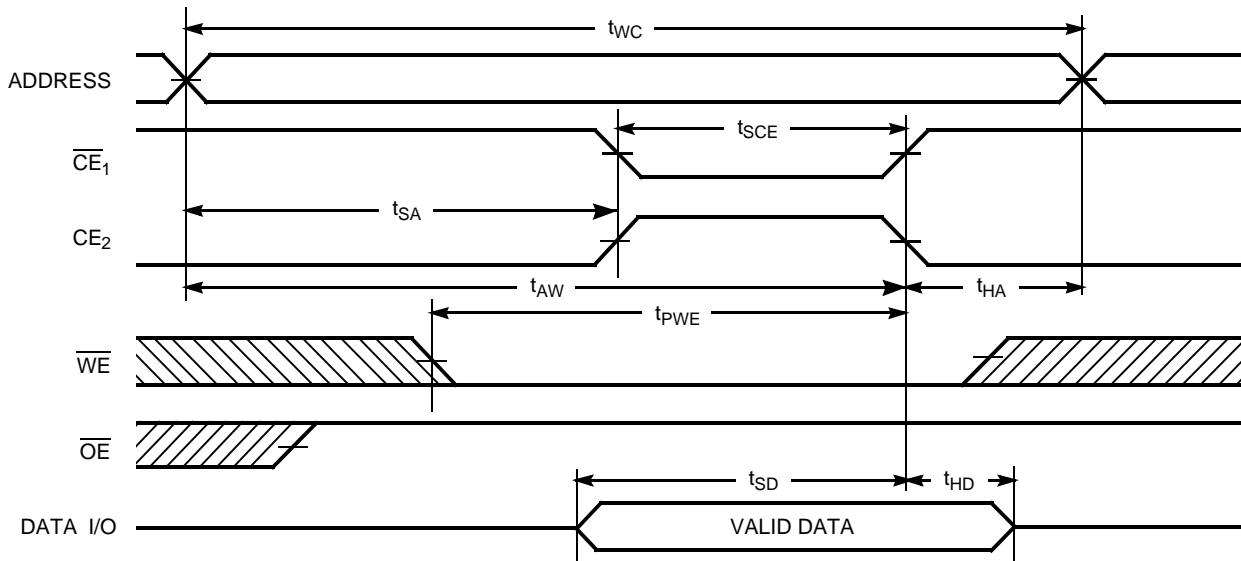 tWC
ADDRESS
tSCE
CE1
tSA
CE2
tAW
tHA
tPWE
WE
OE
tSD
tHD
DATA I/O
VALID DATA